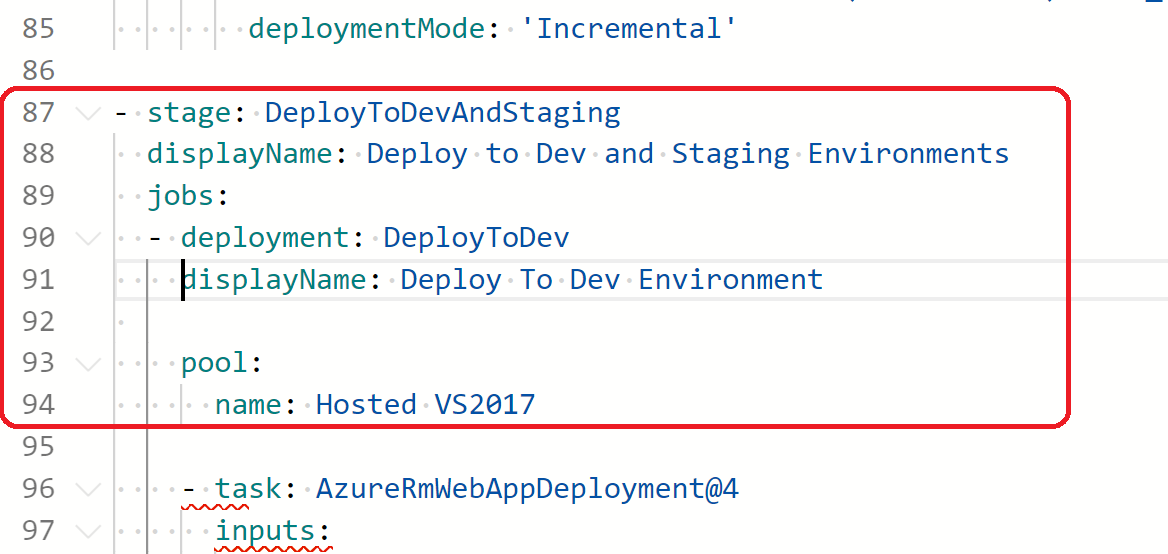 85 deploymentMode: 'Incremental'
86
87 - stage: DeployToDevAndStaging
88 displayName: Deploy to Dev and Staging Environments
89 jobs:
90 - deployment: DeployToDev
91 displayName: Deploy To Dev Environment
92
93 pool:
94 name: Hosted VS2017
95
96 - task: AzureRmWebAppDeployment@4
97 inputs: